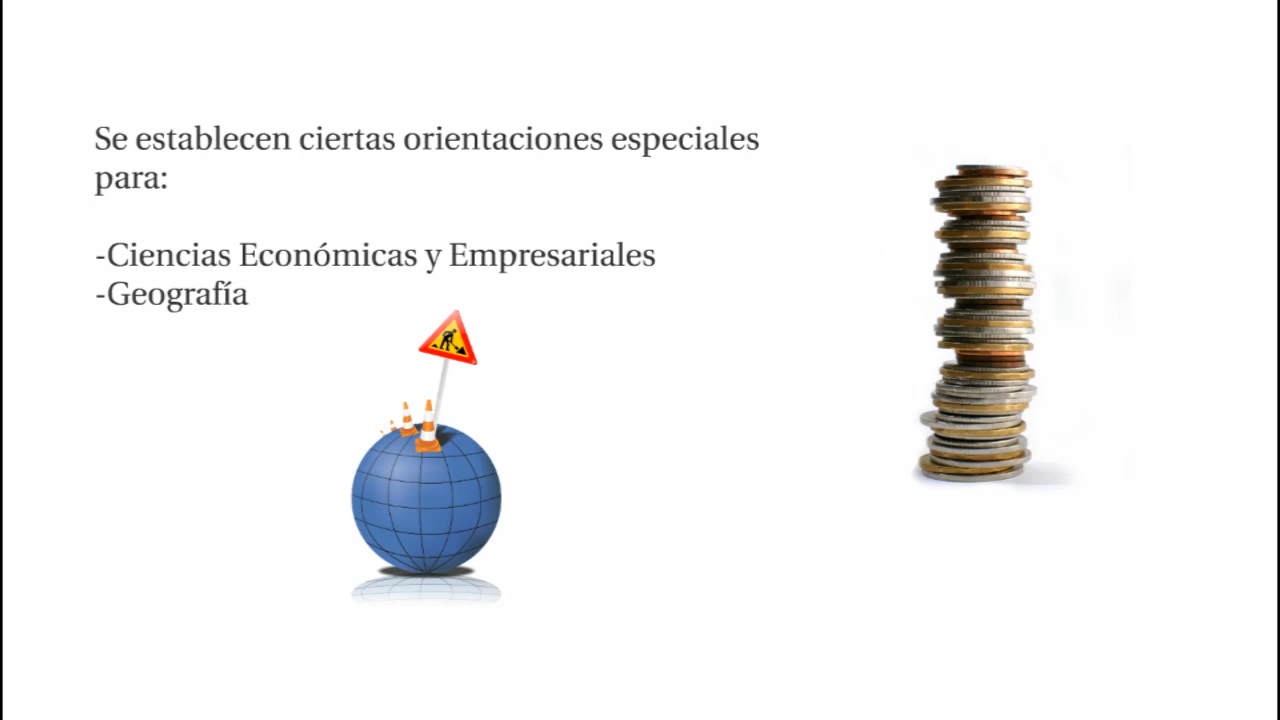 Se establecen ciertas orientaciones especiales
para:
-Ciencias Económicas y Empresariales
-Geografía